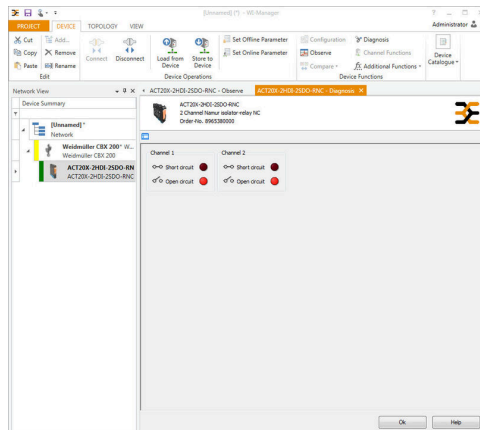 [Unnamed] (*) - WI-Manager
PROJECT DEVICE TOPOLOGY VIEW Administrator
Cut Add...
Copy Remove
Paste Rename
Connect Disconnect
Load from Device
Store to Device
Set Offline Parameter
Set Online Parameter
Configuration Diagnosis
Observe Channel Functions
Compare Additional Functions
Device Catalogue
Edit Device Operations Device Functions
Network View
ACT20X-2HDI-2SDO-RNC - Observe ACT20X-2HDI-2SDO-RNC - Diagnosis
Device Summary
ACT20X-2HDI-2SDO-RNC
2 Channel Namur isolator-relay NC
Order-No. 8965380000
[Unnamed] *
Network
Weidmüller CBX 200* W...
Weidmüller CBX 200
ACT20X-2HDI-2SDO-RN
ACT20X-2HDI-2SDO-RNC
Channel 1 Channel 2
Short circuit Short circuit
Open circuit Open circuit
Ok Help